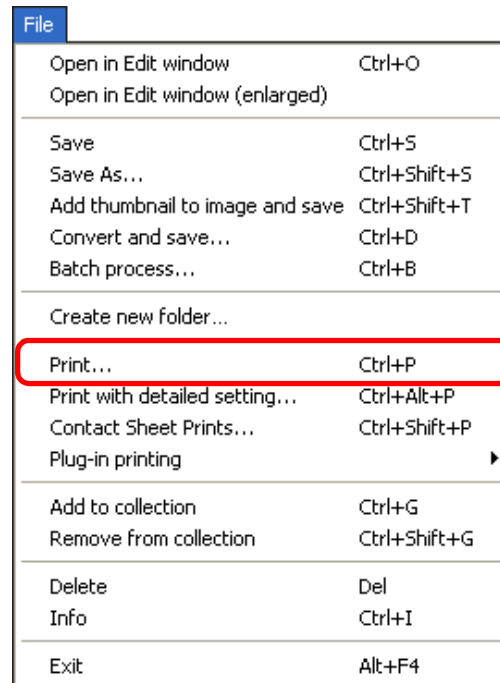 File
Open in Edit window Ctrl+O
Open in Edit window (enlarged)
Save Ctrl+S
Save As... Ctrl+Shift+S
Add thumbnail to image and save Ctrl+Shift+T
Convert and save... Ctrl+D
Batch process... Ctrl+B
Create new folder...
Print... Ctrl+P
Print with detailed setting... Ctrl+Alt+P
Contact Sheet Prints... Ctrl+Shift+P
Plug-in printing
Add to collection Ctrl+G
Remove from collection Ctrl+Shift+G
Delete Del
Info Ctrl+I
Exit Alt+F4